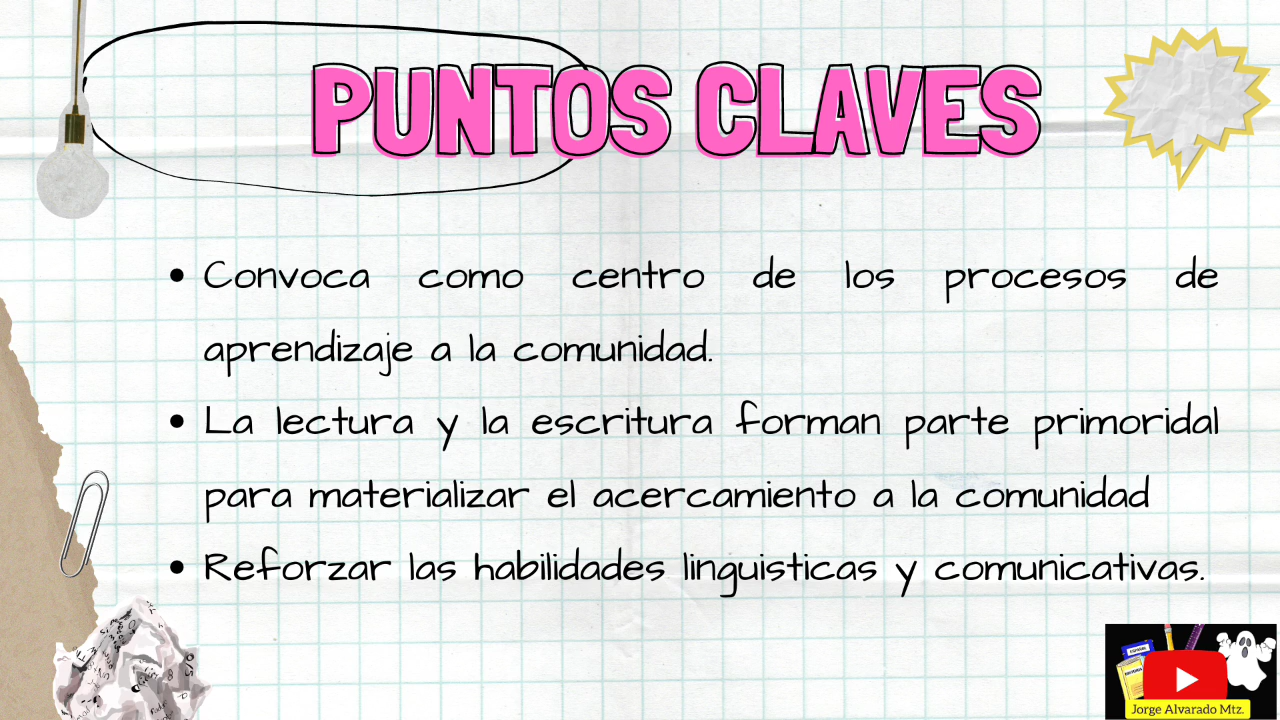 PUNTOS CLAVES
• Convoca como centro de los procesos de
aprendizaje a la comunidad.
• La lectura y la escritura forman parte primoridal
para materializar el acercamiento a la comunidad
• Reforzar las habilidades linguisticas y comunicativas.
Jorge Alvarado Mtz.